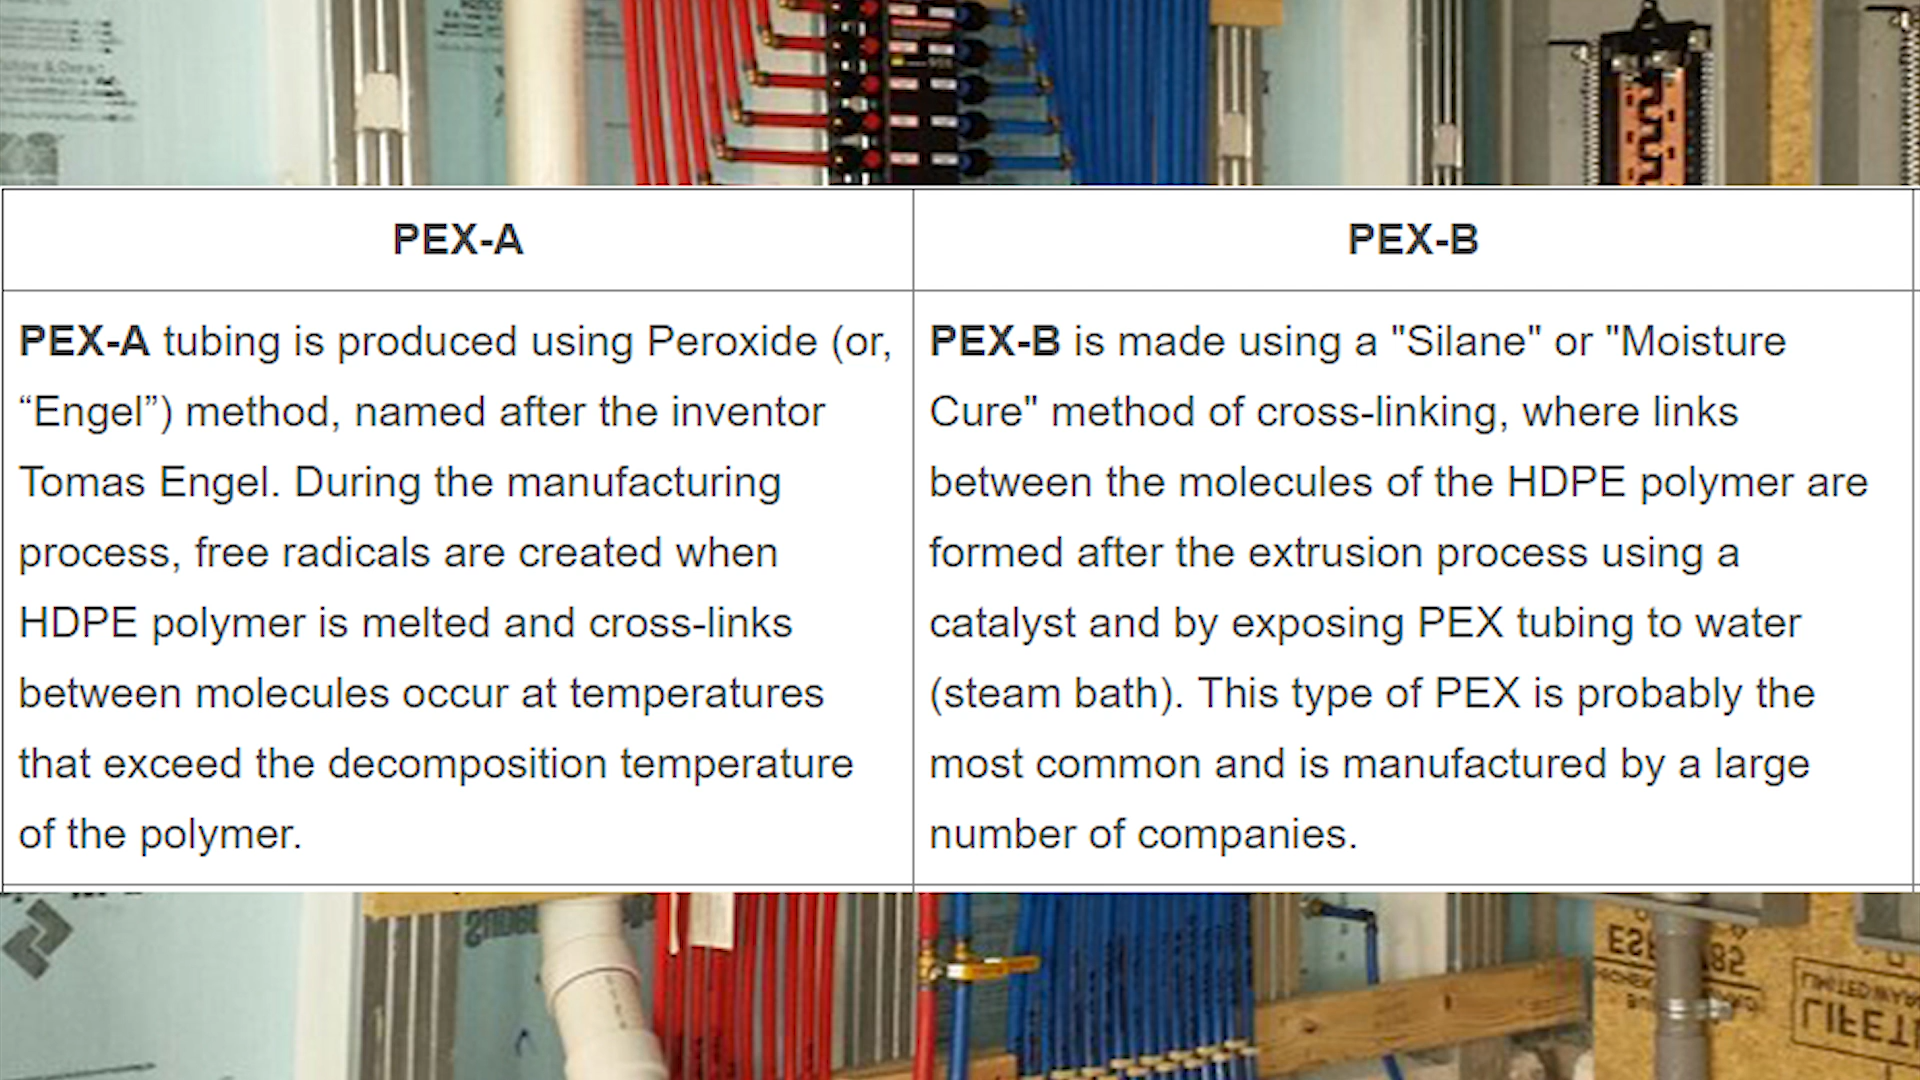 PEX-A
PEX-B
PEX-A tubing is produced using Peroxide (or,
“Engel”) method, named after the inventor
Tomas Engel. During the manufacturing
process, free radicals are created when
HDPE polymer is melted and cross-links
between molecules occur at temperatures
that exceed the decomposition temperature
of the polymer.
PEX-B is made using a "Silane" or "Moisture
Cure" method of cross-linking, where links
between the molecules of the HDPE polymer are
formed after the extrusion process using a
catalyst and by exposing PEX tubing to water
(steam bath). This type of PEX is probably the
most common and is manufactured by a large
number of companies.